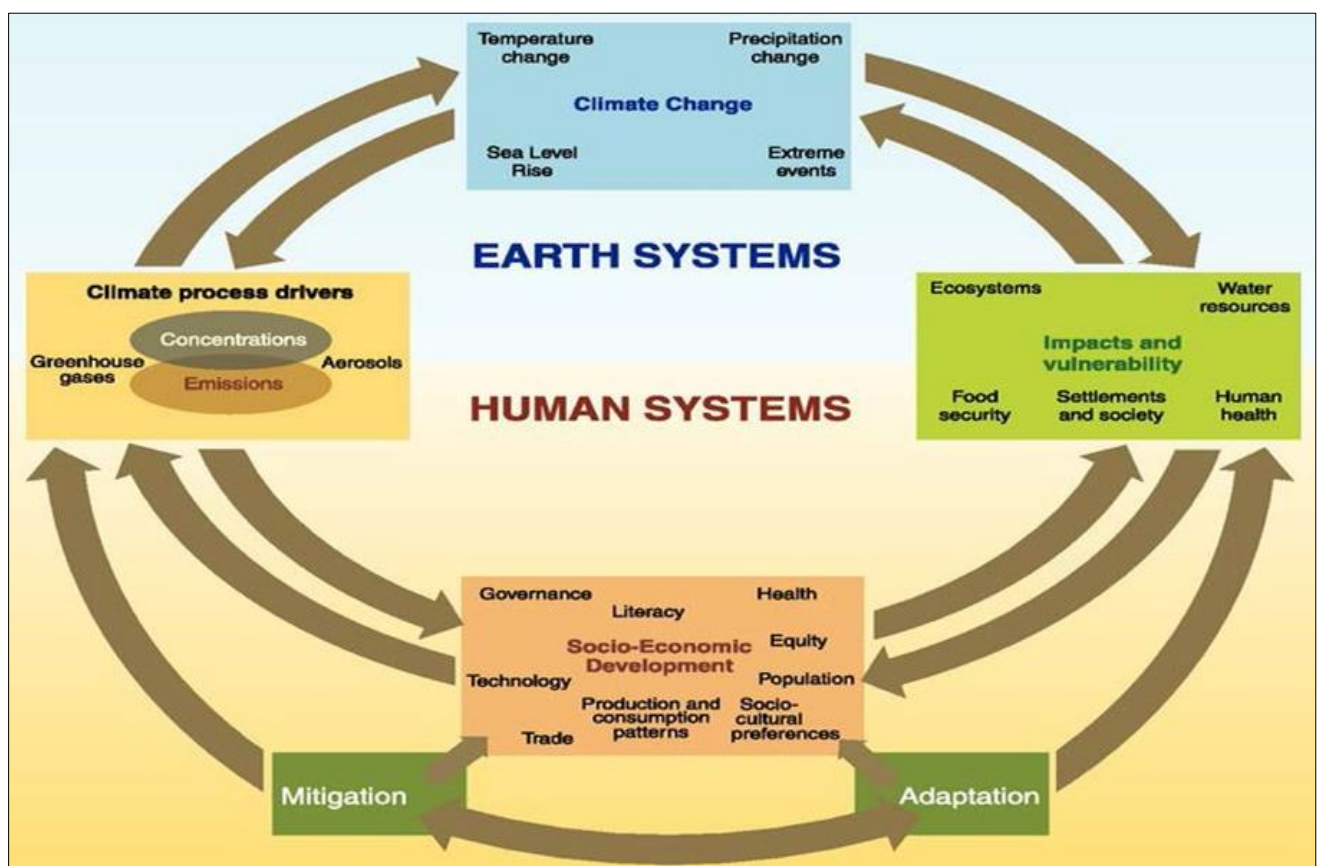 Temperature
change
Precipitation
change
Climate Change
Sea Level
Rise
Extreme
events
EARTH SYSTEMS
Climate process drivers
Concentrations
Greenhouse
gases
Aerosols
Emissions
Ecosystems
Water
resources
Impacts and
vulnerability
Food
security
Settlements
and society
Human
health
HUMAN SYSTEMS
Governance
Literacy
Health
Socio-Economic
Development
Equity
Technology
Population
Production and
consumption
patterns
Socio-
cultural
preferences
Trade
Mitigation
Adaptation